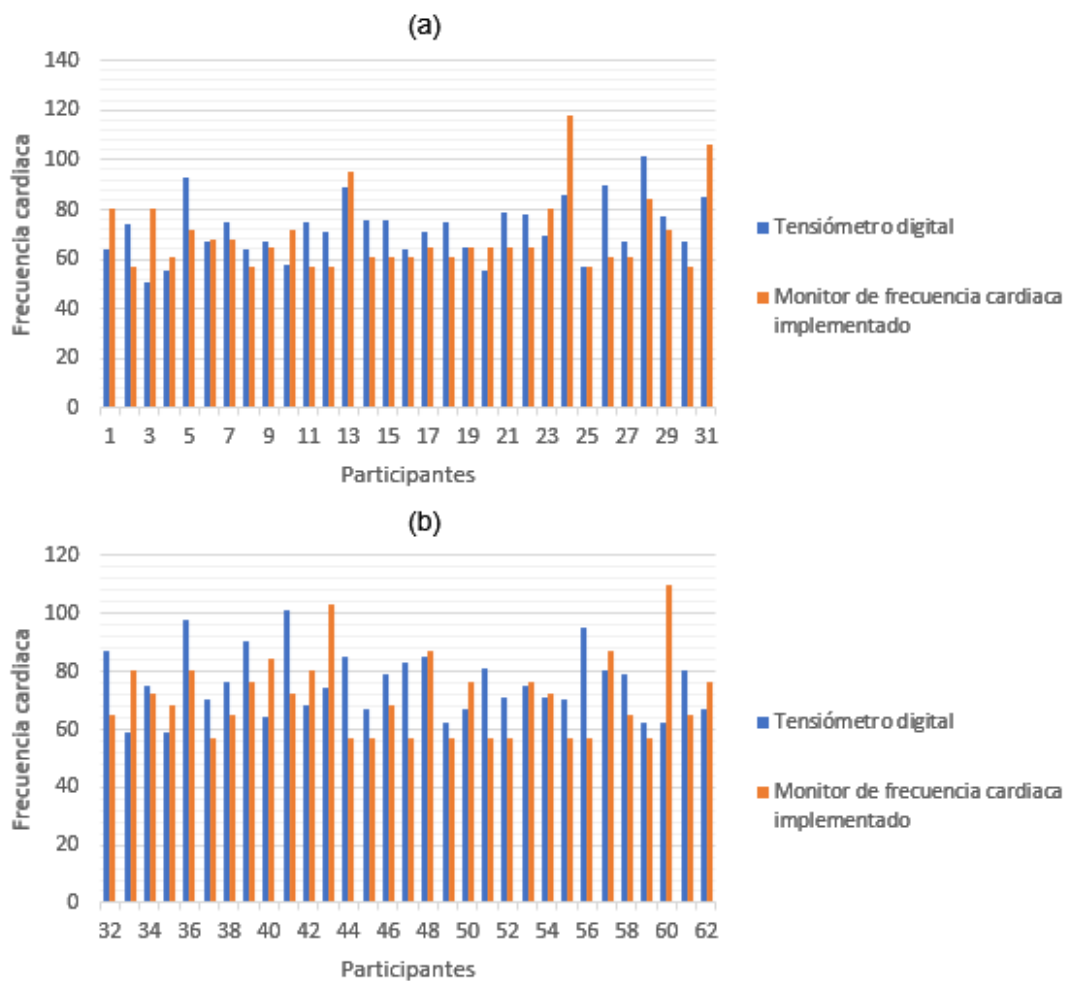 (a)
140
120
100
80
60
40
20
0
Frecuencia cardiaca
1 3 5 7 9 11 13 15 17 19 21 23 25 27 29 31
Participantes
Tensiómetro digital
Monitor de frecuencia cardiaca
implementado
(b)
120
100
80
60
40
20
0
Frecuencia cardiaca
32 34 36 38 40 42 44 46 48 50 52 54 56 58 60 62
Participantes
Tensiómetro digital
Monitor de frecuencia cardiaca
implementado